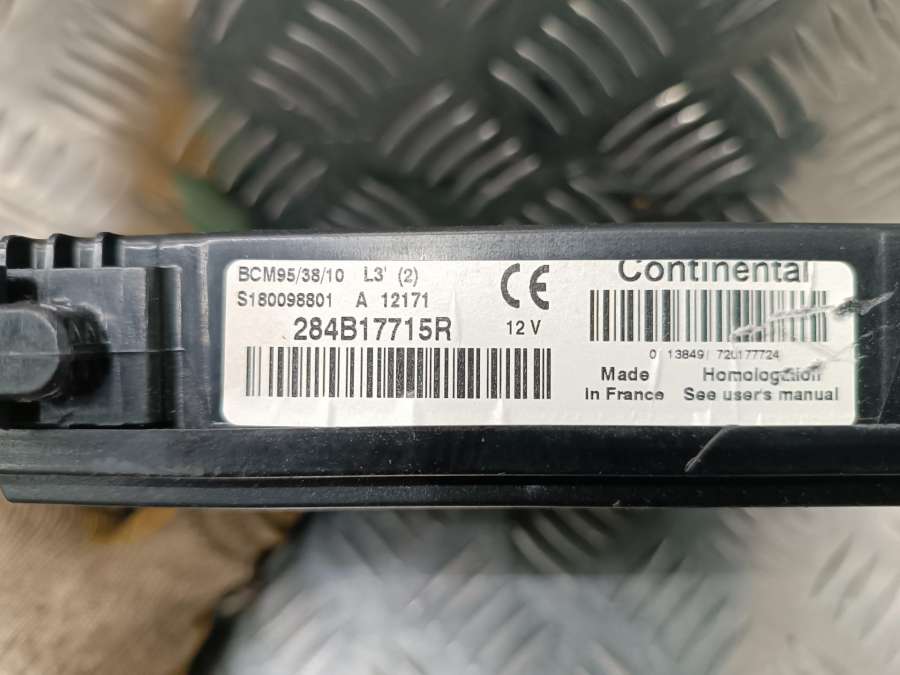 BCM95/38/10 L3' (2)
S180098801 A 12171
284B17715R
CE
12 V
Continental
0 13849/ 720177724
Made
in France
Homologation
See user's manual